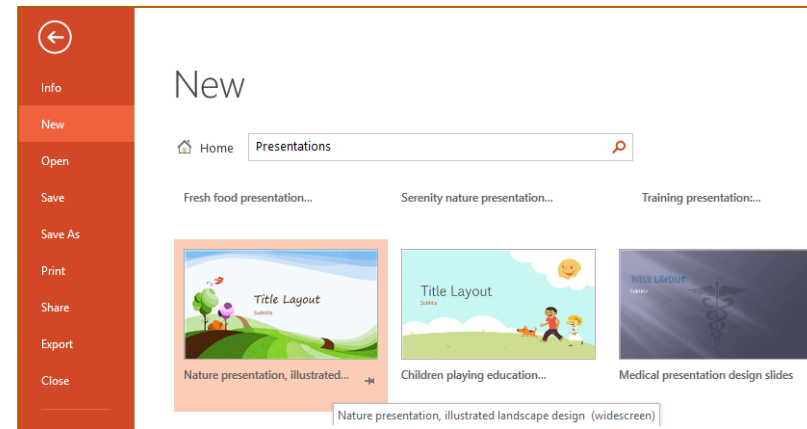 New
Info
New
Open
Save
Save As
Print
Share
Export
Close
Home
Presentations
Fresh food presentation...
Serenity nature presentation...
Training presentation:...
Title Layout
Subtitle
Title Layout
Subtitle
TITLE LAYOUT
Subtitle
Nature presentation, illustrated...
Children playing education...
Medical presentation design slides
Nature presentation, illustrated landscape design (widescreen)